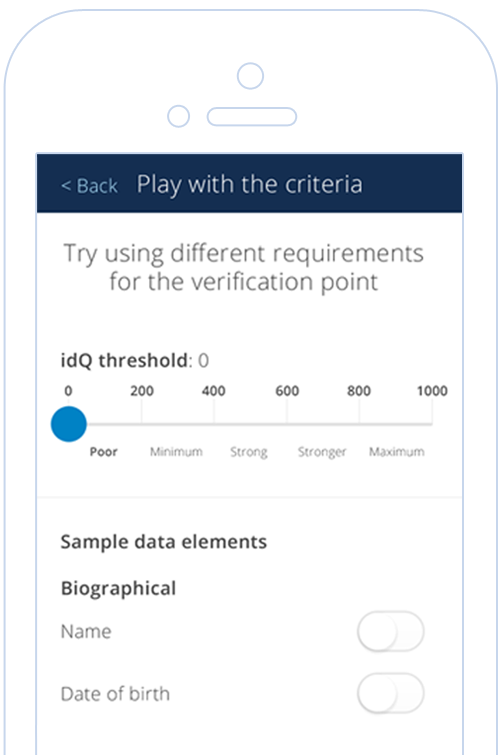 < Back Play with the criteria
Try using different requirements
for the verification point
idQ threshold: 0
0 200 400 600 800 1000
Poor Minimum Strong Stronger Maximum
Sample data elements
Biographical
Name
Date of birth